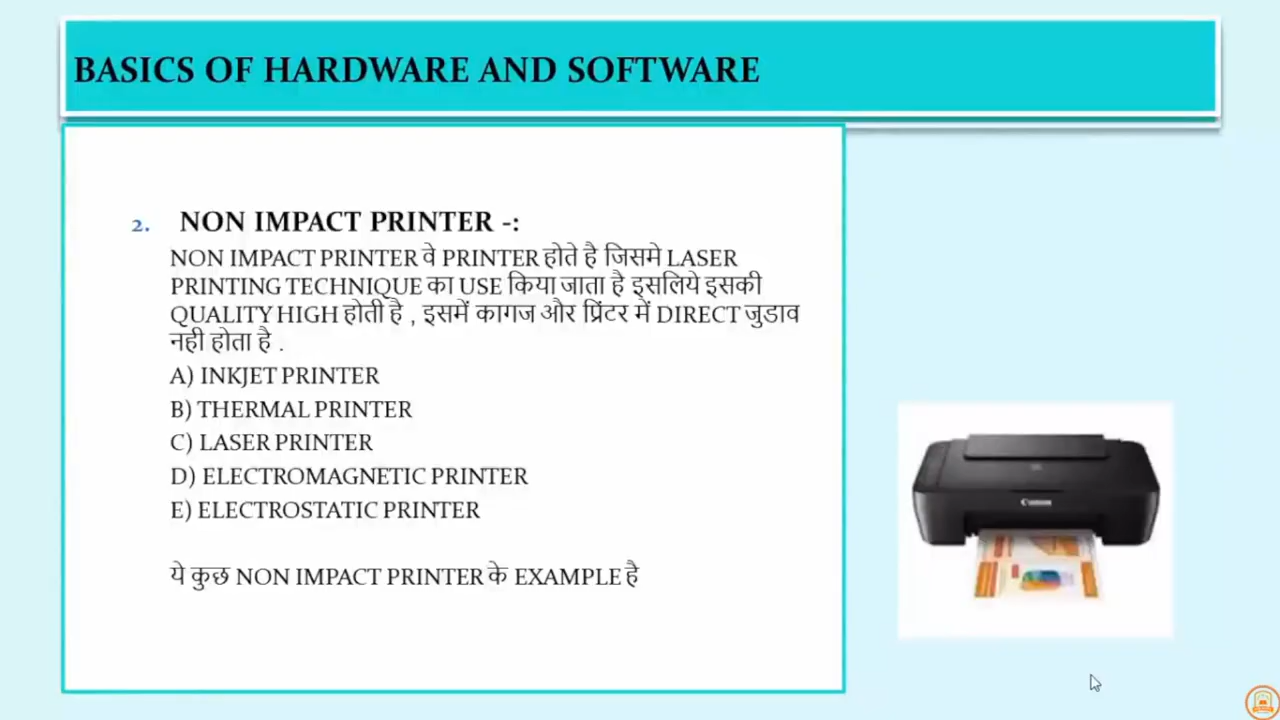 BASICS OF HARDWARE AND SOFTWARE
2. NON IMPACT PRINTER -:
NON IMPACT PRINTER वे PRINTER होते है जिसमे LASER
PRINTING TECHNIQUE का USE किया जाता है इसलिये इसकी
QUALITY HIGH होती है , इसमें कागज और प्रिंटर में DIRECT जुडाव
नही होता है .
A) INKJET PRINTER
B) THERMAL PRINTER
C) LASER PRINTER
D) ELECTROMAGNETIC PRINTER
E) ELECTROSTATIC PRINTER
ये कुछ NON IMPACT PRINTER के EXAMPLE है
Canon